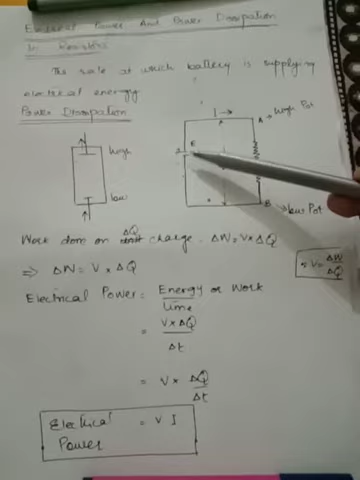 Electrical Power And Power Dissipation
In Resistor
The rate at which battery is supplying
electrical energy
Power Dissipation
I → A → High Pot
High
E
low
B → low Pot
Work done on charge ΔQ ΔW = V × ΔQ
⇒ ΔW = V × ΔQ
∵ V = ΔW/ΔQ
Electrical Power = Energy or Work
Time
= V × ΔQ
Δt
= V × ΔQ
Δt
Electrical = V I
Power